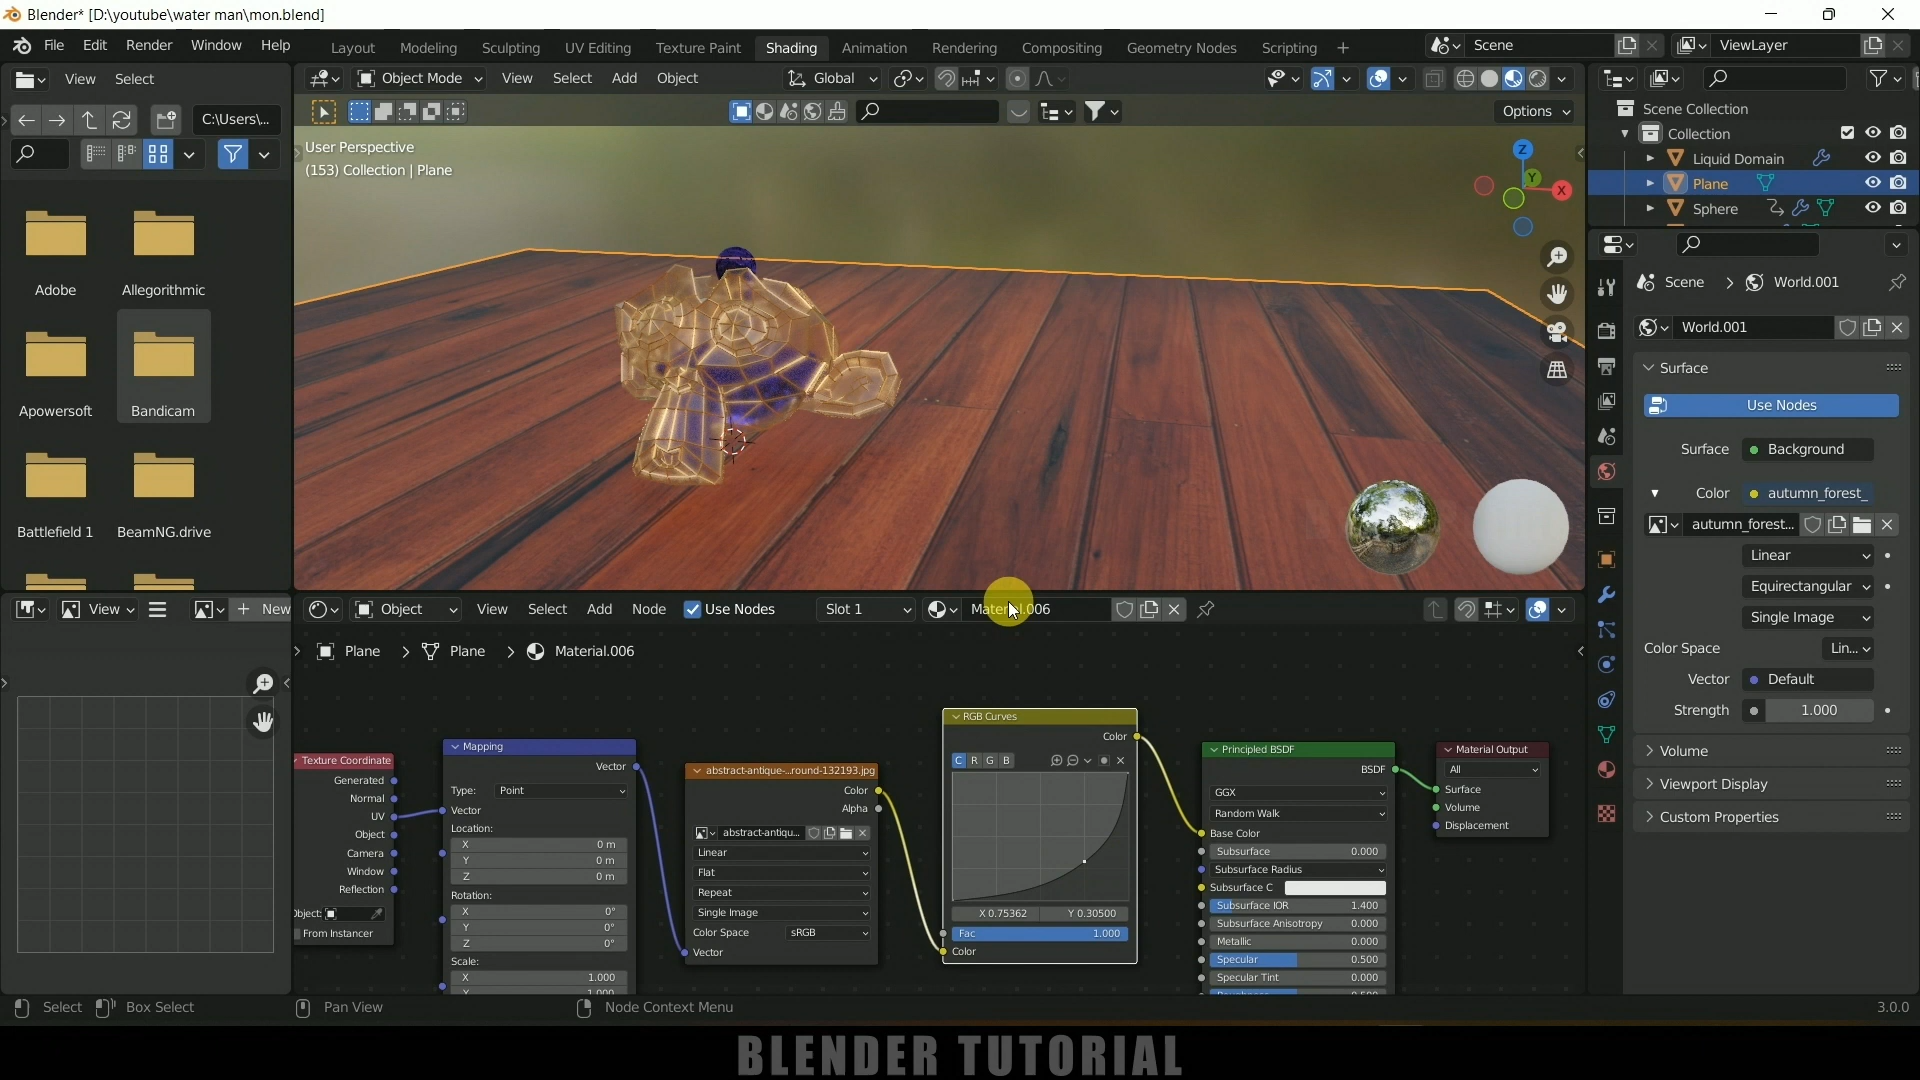 Blender* [D:\youtube\water man\mon.blend]
File Edit Render Window Help
Layout Modeling Sculpting UV Editing Texture Paint Shading Animation Rendering Compositing Geometry Nodes Scripting +
Scene
ViewLayer
View Select
Object Mode View Select Add Object
Global
C:\Users\...
Options
User Perspective
(153) Collection | Plane
Z
Y
X
Scene Collection
Collection
Liquid Domain
Plane
Sphere
Adobe
Allegorithmic
Apowersoft
Bandicam
Battlefield 1
BeamNG.drive
Scene > World.001
World.001
Surface
Use Nodes
Surface Background
Color autumn_forest_
autumn_forest...
Linear
Equirectangular
Single Image
Color Space Lin...
Vector Default
Strength 1.000
Volume
Viewport Display
Custom Properties
View
+ New
Object View Select Add Node Use Nodes Slot 1
Material.006
Plane > Plane > Material.006
Texture Coordinate
Generated
Normal
UV
Object
Camera
Window
Reflection
From Instancer
Mapping
Vector
Type: Point
Vector
Location:
X 0 m
Y 0 m
Z 0 m
Rotation:
X 0°
Y 0°
Z 0°
Scale:
X 1.000
abstract-antique-...round-132193.jpg
Color
Alpha
abstract-antiqu...
Linear
Flat
Repeat
Single Image
Color Space sRGB
Vector
RGB Curves
Color
C R G B
X 0.75362 Y 0.30500
Fac 1.000
Color
Principled BSDF
BSDF
GGX
Random Walk
Base Color
Subsurface 0.000
Subsurface Radius
Subsurface C
Subsurface IOR 1.400
Subsurface Anisotropy 0.000
Metallic 0.000
Specular 0.500
Specular Tint 0.000
Material Output
All
Surface
Volume
Displacement
Select Box Select Pan View Node Context Menu
3.0.0
BLENDER TUTORIAL